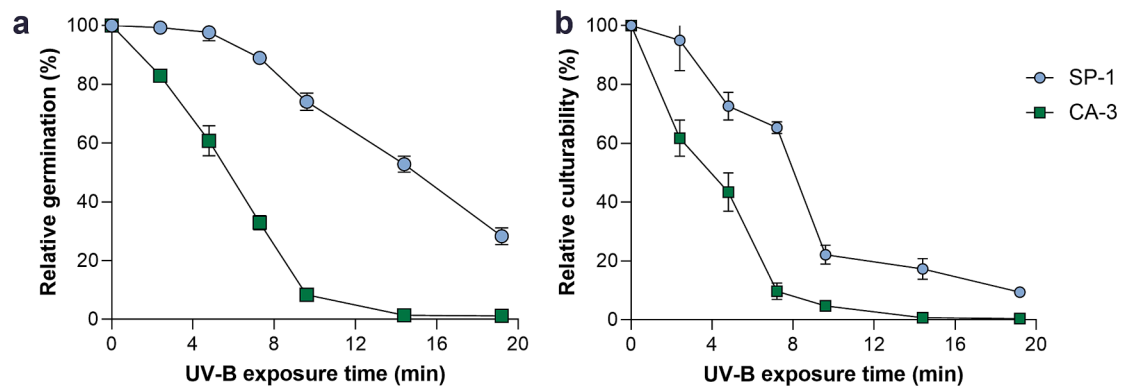 a
Relative germination (%)
100
80
60
40
20
0
0 4 8 12 16 20
UV-B exposure time (min)
b
Relative culturability (%)
100
80
60
40
20
0
0 4 8 12 16 20
UV-B exposure time (min)
SP-1
CA-3